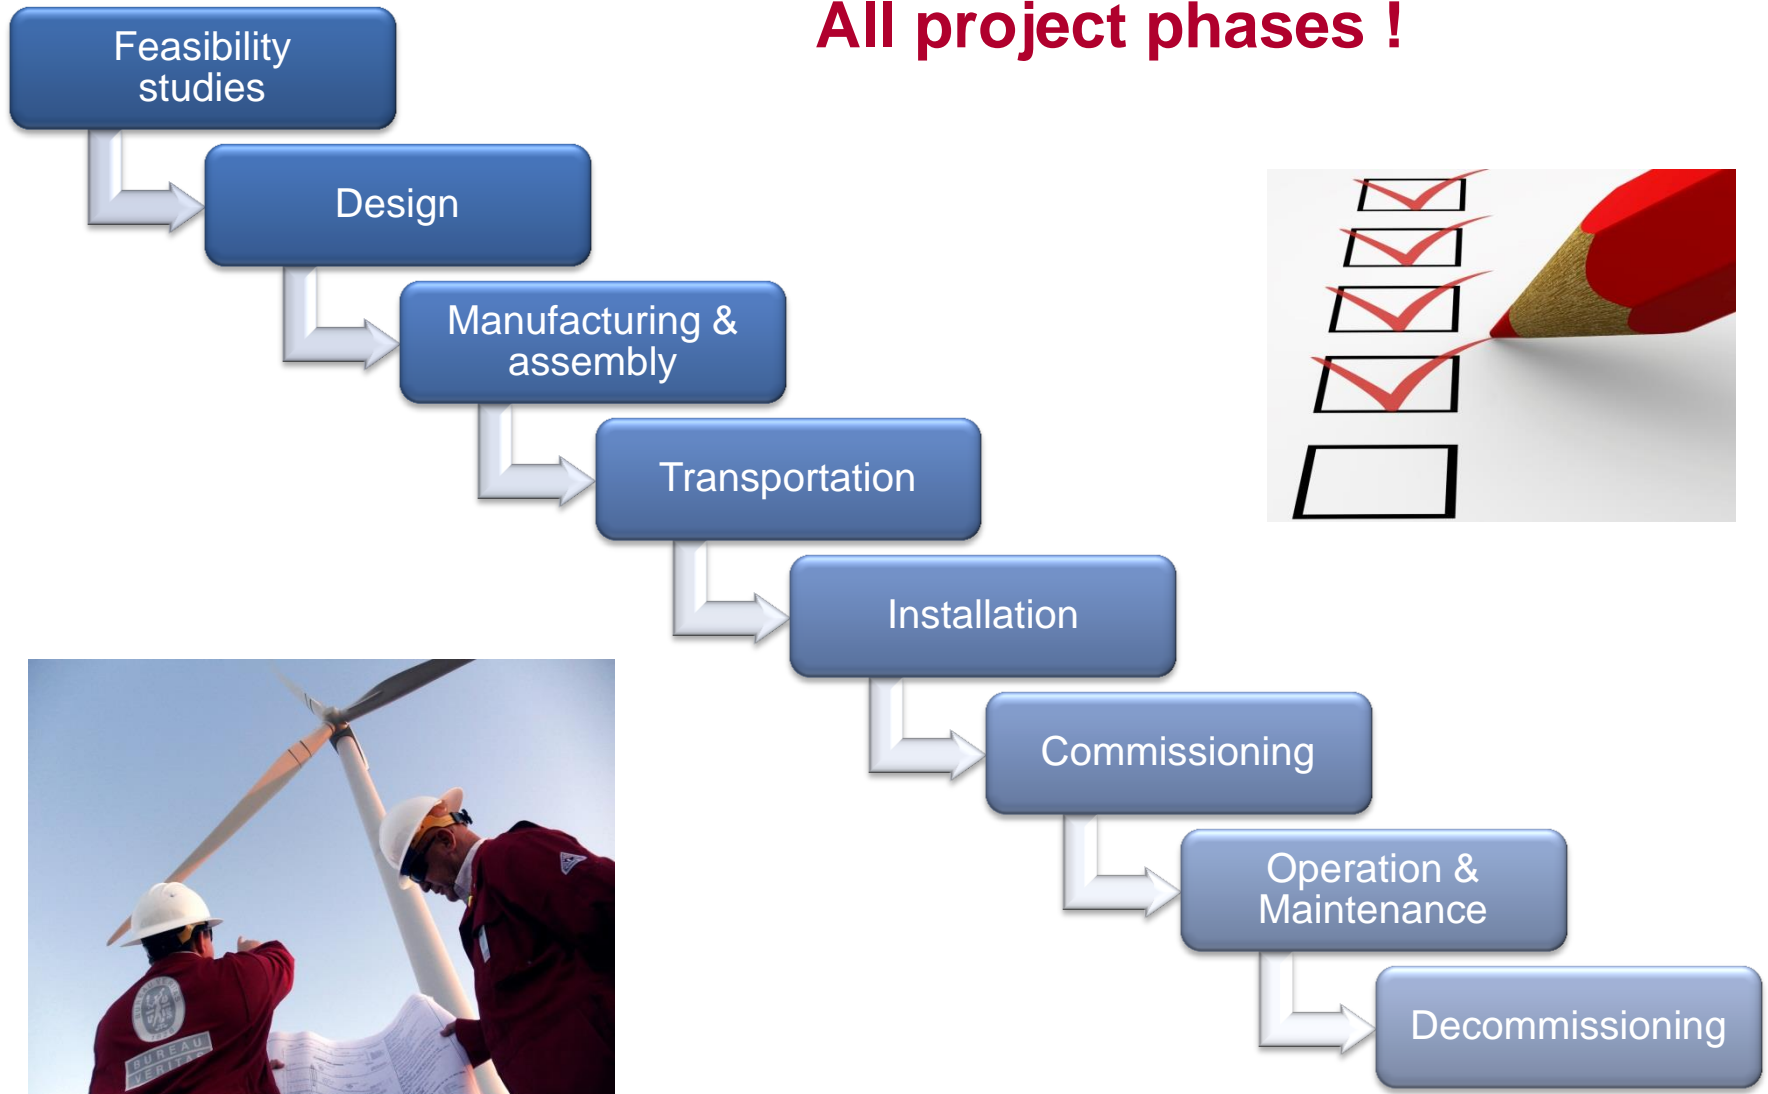 All project phases !
Feasibility
studies
Design
Manufacturing &
assembly
Transportation
Installation
Commissioning
Operation &
Maintenance
Decommissioning
BUREAU
VERITAS